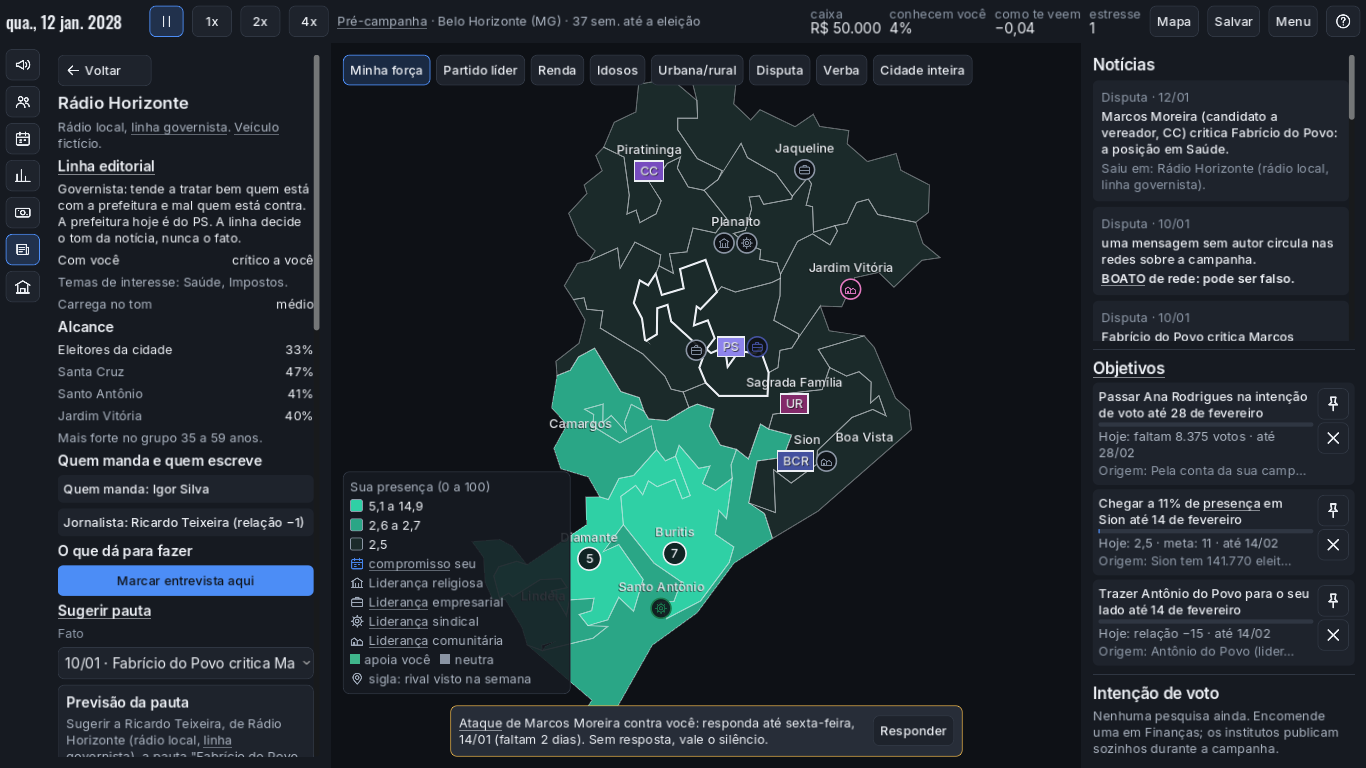 qua., 12 jan. 2028
1x
2x
4x
Pré-campanha · Belo Horizonte (MG) · 37 sem. até a eleição
caixa
R$ 50.000
conhecem você
4%
como te veem
−0,04
estresse
1
Mapa
Salvar
Menu
Voltar
Rádio Horizonte
Rádio local, linha governista. Veículo
fictício.
Linha editorial
Governista: tende a tratar bem quem está
com a prefeitura e mal quem está contra.
A prefeitura hoje é do PS. A linha decide
o tom da notícia, nunca o fato.
Com você crítico a você
Temas de interesse: Saúde, Impostos.
Carrega no tom médio
Alcance
Eleitores da cidade 33%
Santa Cruz 47%
Santo Antônio 41%
Jardim Vitória 40%
Mais forte no grupo 35 a 59 anos.
Quem manda e quem escreve
Quem manda: Igor Silva
Jornalista: Ricardo Teixeira (relação −1)
O que dá para fazer
Marcar entrevista aqui
Sugerir pauta
Fato
10/01 · Fabrício do Povo critica Ma
Previsão da pauta
Sugerir a Ricardo Teixeira, de Rádio
Horizonte (rádio local, linha
governista), a pauta "Fabrício do Povo
Minha força
Partido líder
Renda
Idosos
Urbana/rural
Disputa
Verba
Cidade inteira
Piratininga
CC
Jaqueline
Planalto
Jardim Vitória
PS
Sagrada Família
UR
Camargos
Sion
Boa Vista
BCR
Buritis
7
Diamante
5
Santo Antônio
Lindéia
Sua presença (0 a 100)
5,1 a 14,9
2,6 a 2,7
2,5
compromisso seu
Liderança religiosa
Liderança empresarial
Liderança sindical
Liderança comunitária
apoia você
neutra
sigla: rival visto na semana
Ataque de Marcos Moreira contra você: responda até sexta-feira,
14/01 (faltam 2 dias). Sem resposta, vale o silêncio.
Responder
Notícias
Disputa · 12/01
Marcos Moreira (candidato a
vereador, CC) critica Fabrício do Povo:
a posição em Saúde.
Saiu em: Rádio Horizonte (rádio local,
linha governista).
Disputa · 10/01
uma mensagem sem autor circula nas
redes sobre a campanha.
BOATO de rede: pode ser falso.
Disputa · 10/01
Fabrício do Povo critica Marcos
Objetivos
Passar Ana Rodrigues na intenção
de voto até 28 de fevereiro
Hoje: faltam 8.375 votos · até
28/02
Origem: Pela conta da sua camp...
Chegar a 11% de presença em
Sion até 14 de fevereiro
Hoje: 2,5 · meta: 11 · até 14/02
Origem: Sion tem 141.770 eleit...
Trazer Antônio do Povo para o seu
lado até 14 de fevereiro
Hoje: relação −15 · até 14/02
Origem: Antônio do Povo (lider...
Intenção de voto
Nenhuma pesquisa ainda. Encomende
uma em Finanças; os institutos publicam
sozinhos durante a campanha.